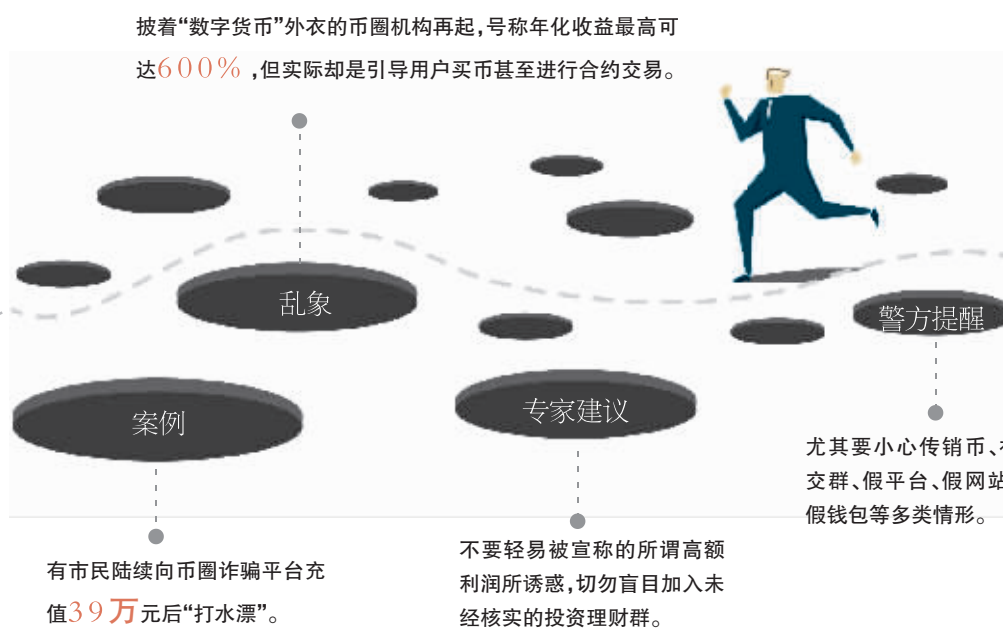 披着“数字货币”外衣的币圈机构再起,号称年化收益最高可
达600%,但实际却是引导用户买币甚至进行合约交易。
乱象
警方提醒
案例
专家建议
尤其要小心传销币、
交群、假平台、假网站
假钱包等多类情形。
有市民陆续向币圈诈骗平台充
值39万元后“打水漂”。
不要轻易被宣称的所谓高额
利润所诱惑,切勿盲目加入未
经核实的投资理财群。